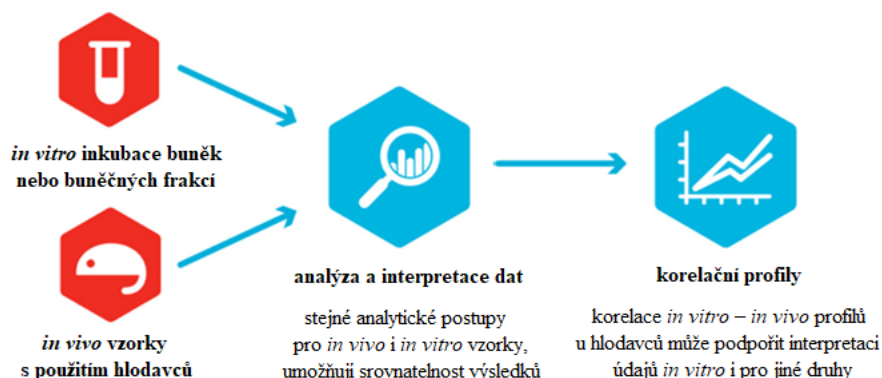 in vitro inkubace buněk
nebo buněčných frakcí
in vivo vzorky
s použitím hlodavců
analýza a interpretace dat
stejné analytické postupy
pro in vivo i in vitro vzorky,
umožňují srovnatelnost výsledků
korelační profily
korelace in vitro – in vivo profilů
u hlodavců může podpořit interpretaci
údajů in vitro i pro jiné druhy